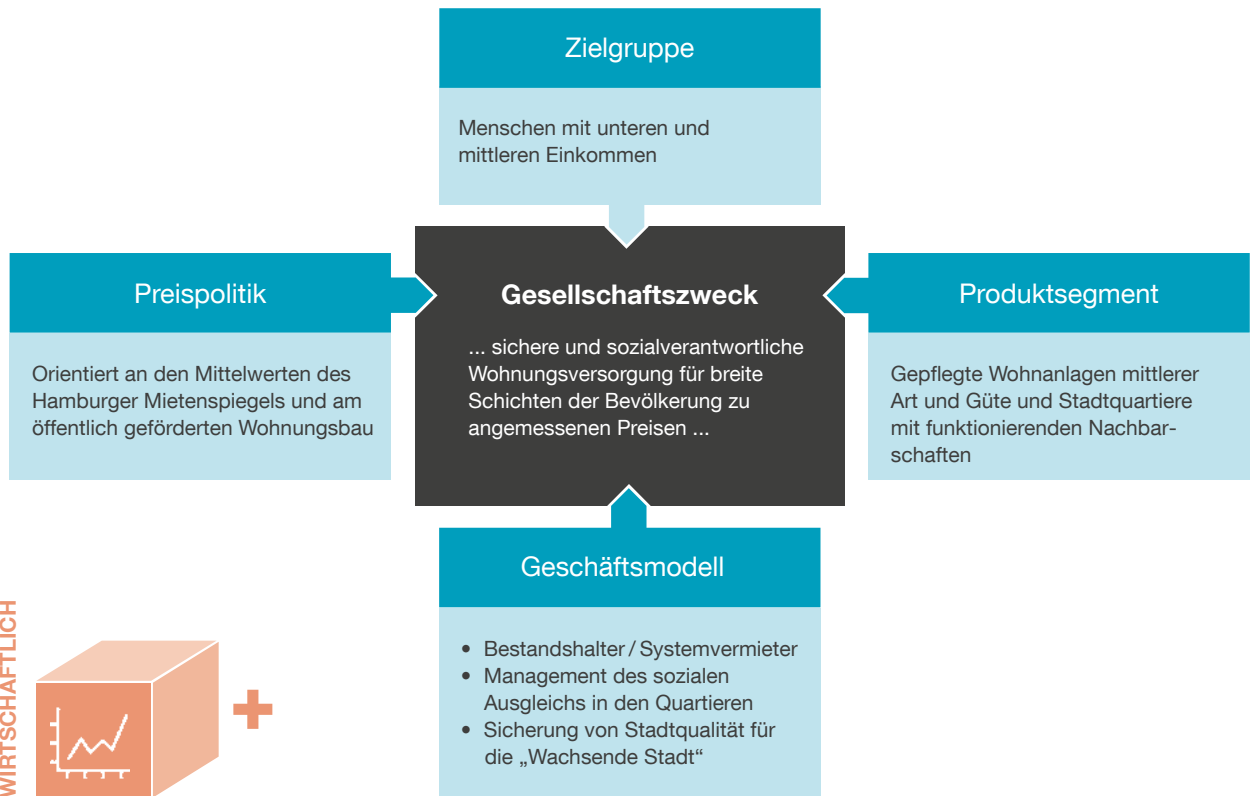 Zielgruppe
Menschen mit unteren und
mittleren Einkommen
Preispolitik
Orientiert an den Mittelwerten des
Hamburger Mietenspiegels und am
öffentlich geförderten Wohnungsbau
Gesellschaftszweck
... sichere und sozialverantwortliche
Wohnungsversorgung für breite
Schichten der Bevölkerung zu
angemessenen Preisen ...
Produktsegment
Gepflegte Wohnanlagen mittlerer
Art und Güte und Stadtquartiere
mit funktionierenden Nachbar-
schaften
Geschäftsmodell
• Bestandshalter / Systemvermieter
• Management des sozialen
Ausgleichs in den Quartieren
• Sicherung von Stadtqualität für
die „Wachsende Stadt“
WIRTSCHAFTLICH
+